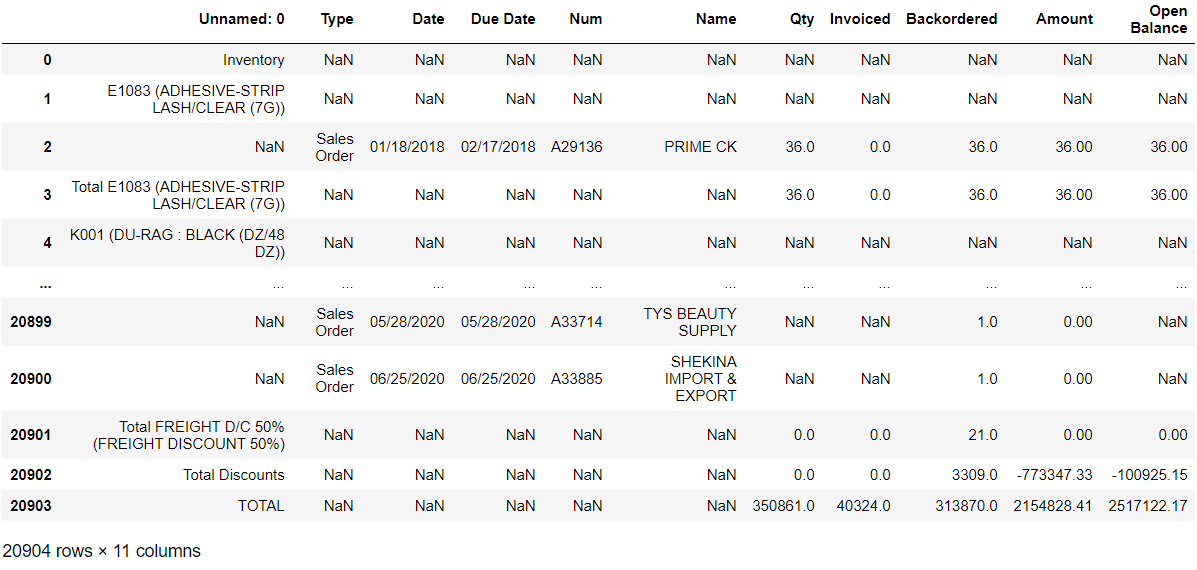 Unnamed: 0 Type Date Due Date Num Name Qty Invoiced Backordered Amount Open Balance
0 Inventory NaN NaN NaN NaN NaN NaN NaN NaN NaN NaN
1 E1083 (ADHESIVE-STRIP LASH/CLEAR (7G)) NaN NaN NaN NaN NaN NaN NaN NaN NaN NaN
2 NaN Sales Order 01/18/2018 02/17/2018 A29136 PRIME CK 36.0 0.0 36.0 36.00 36.00
3 Total E1083 (ADHESIVE-STRIP LASH/CLEAR (7G)) NaN NaN NaN NaN NaN 36.0 0.0 36.0 36.00 36.00
4 K001 (DU-RAG : BLACK (DZ/48 DZ)) NaN NaN NaN NaN NaN NaN NaN NaN NaN NaN
... ... ... ... ... ... ... ... ... ... ... ...
20899 NaN Sales Order 05/28/2020 05/28/2020 A33714 TYS BEAUTY SUPPLY NaN NaN 1.0 0.00 NaN
20900 NaN Sales Order 06/25/2020 06/25/2020 A33885 SHEKINA IMPORT & EXPORT NaN NaN 1.0 0.00 NaN
20901 Total FREIGHT D/C 50% (FREIGHT DISCOUNT 50%) NaN NaN NaN NaN NaN 0.0 0.0 21.0 0.00 0.00
20902 Total Discounts NaN NaN NaN NaN NaN 0.0 0.0 3309.0 -773347.33 -100925.15
20903 TOTAL NaN NaN NaN NaN NaN 350861.0 40324.0 313870.0 2154828.41 2517122.17
20904 rows × 11 columns